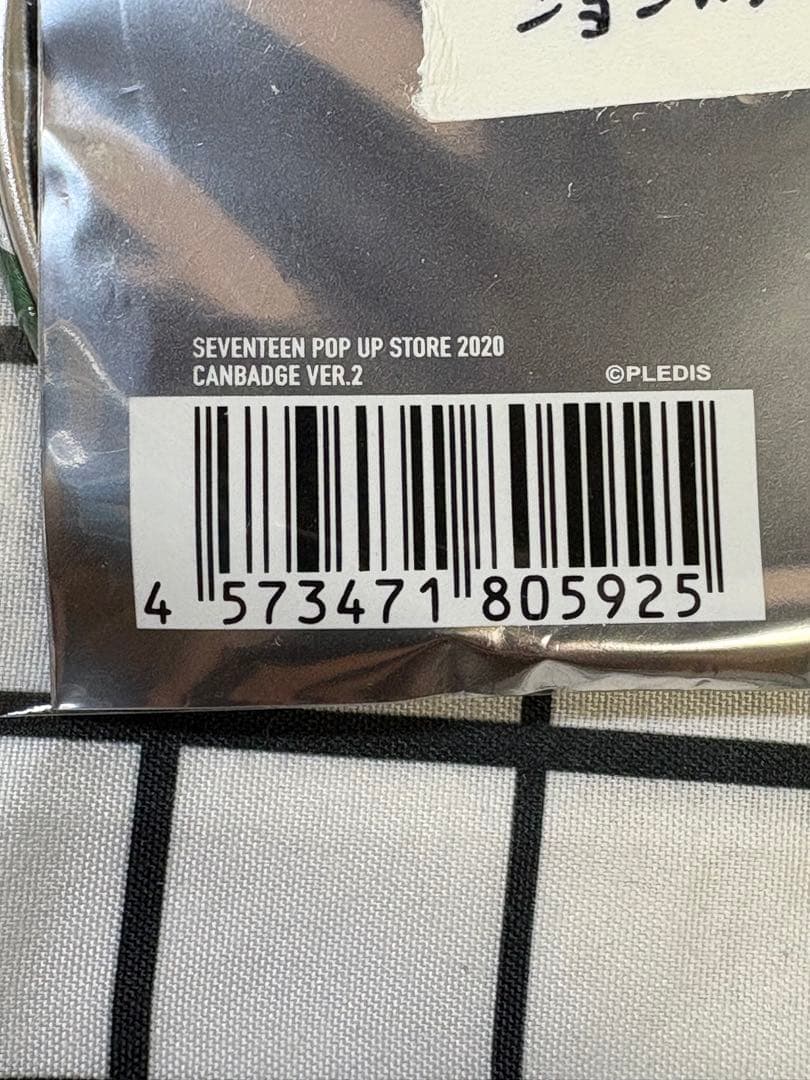 SEVENTEEN POP UP STORE 2020
CANBADGE VER.2
©PLEDIS
4 573471 805925